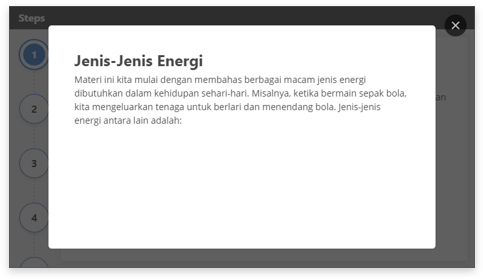 Steps
1
Jenis-Jenis Energi
Materi ini kita mulai dengan membahas berbagai macam jenis energi
dibutuhkan dalam kehidupan sehari-hari. Misalnya, ketika bermain sepak bola,
an
kita mengeluarkan tenaga untuk berlari dan menendang bola. Jenis-jenis
2
energi antara lain adalah:
3
4